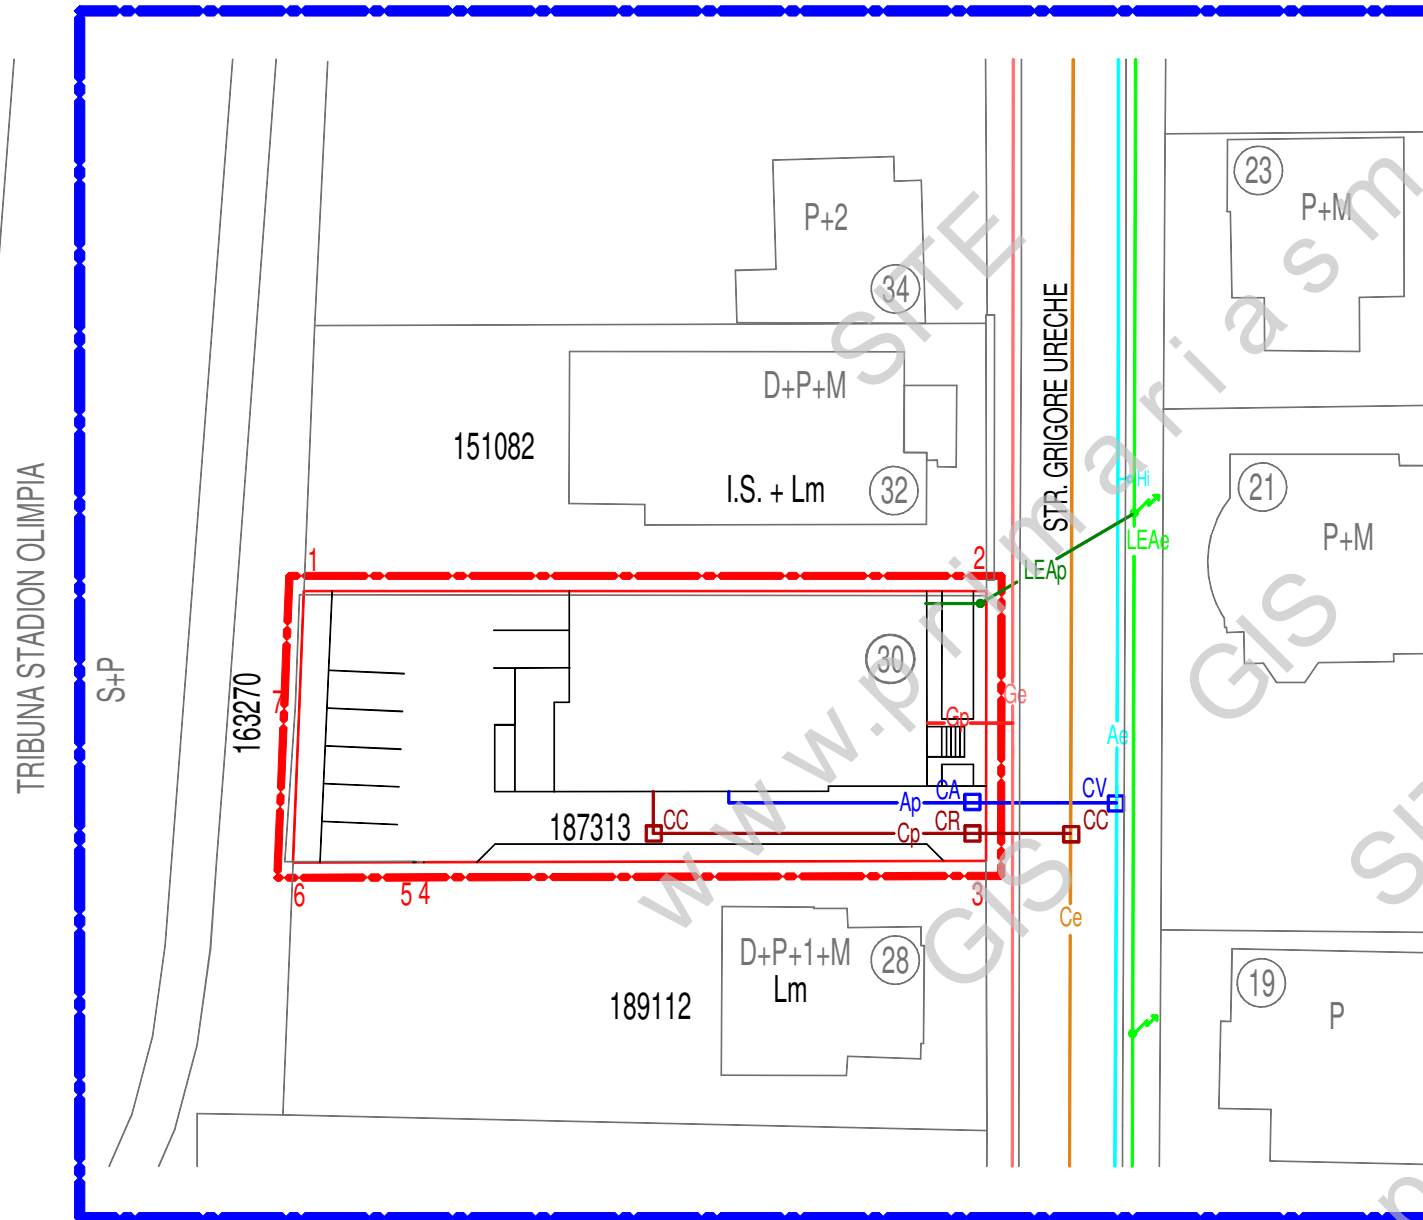 23
P+M
P+2
34
SITE
STR. GRIGORE URECHE
D+P+M
151082
I.S. + Lm
32
Hi
21
P+M
LEAe
LEAp
TRIBUNA STADION OLIMPIA
S+P
1
2
30
163270
7
Ge
Gp
Ae
GIS
CA
CV
Ap
187313
CC
Cp
CR
CC
6
5 4
3
Ce
GIS
D+P+1+M
28
Lm
189112
19
P
www.primariasm